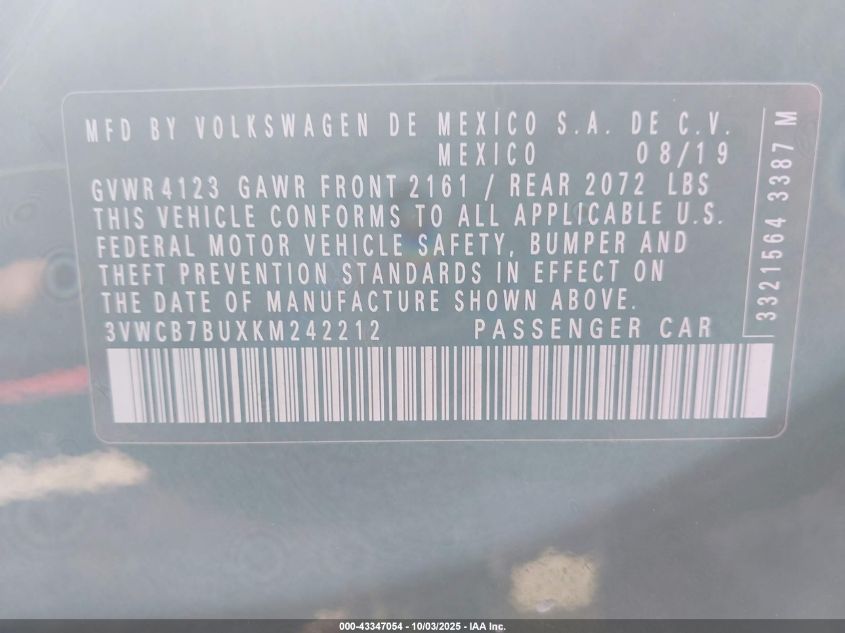 MFD BY VOLKSWAGEN DE MEXICO S.A. DE C.V.
MEXICO 08/19
GVWR4123 GAWR FRONT 2161 / REAR 2072 LBS
THIS VEHICLE CONFORMS TO ALL APPLICABLE U.S.
FEDERAL MOTOR VEHICLE SAFETY, BUMPER AND
THEFT PREVENTION STANDARDS IN EFFECT ON
THE DATE OF MANUFACTURE SHOWN ABOVE.
3VWCB7BUXKM242212 PASSENGER CAR
3321564 3387 M
000-43347054 - 10/03/2025 - IAA Inc.